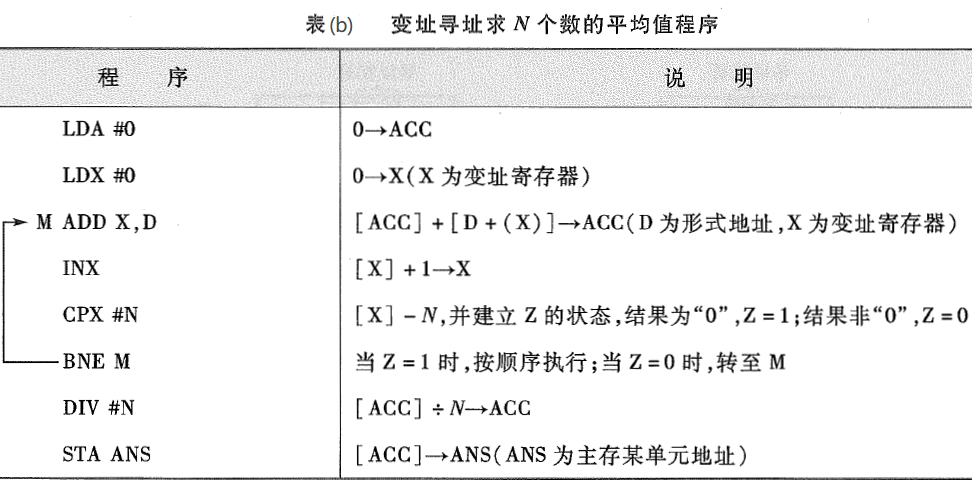 表(b) 变址寻址求 N 个数的平均值程序
程 序 说 明
LDA #0 0→ACC
LDX #0 0→X(X 为变址寄存器)
M ADD X,D [ACC]+[D+(X)]→ACC(D 为形式地址,X 为变址寄存器)
INX [X]+1→X
CPX #N [X]-N,并建立 Z 的状态,结果为“0”,Z=1;结果非“0”,Z=0
BNE M 当 Z=1 时,按顺序执行;当 Z=0 时,转至 M
DIV #N [ACC]÷N→ACC
STA ANS [ACC]→ANS(ANS 为主存某单元地址)